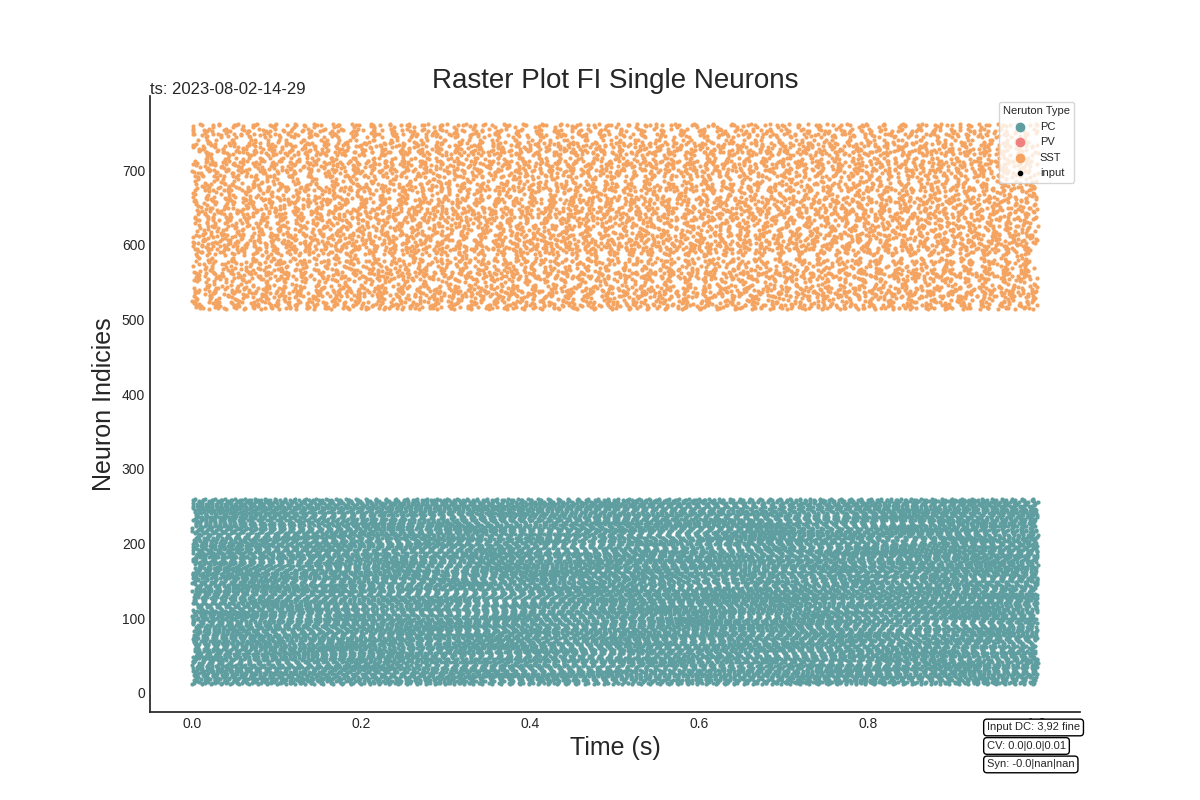 Raster Plot FI Single Neurons
ts: 2023-08-02-14-29
Neruton Type
PC
PV
SST
input
Neuron Indicies
700
600
500
400
300
200
100
0
0.0 0.2 0.4 0.6 0.8
Time (s)
Input DC: 3,92 fine
CV: 0.0|0.0|0.01
Syn: -0.0|nan|nan